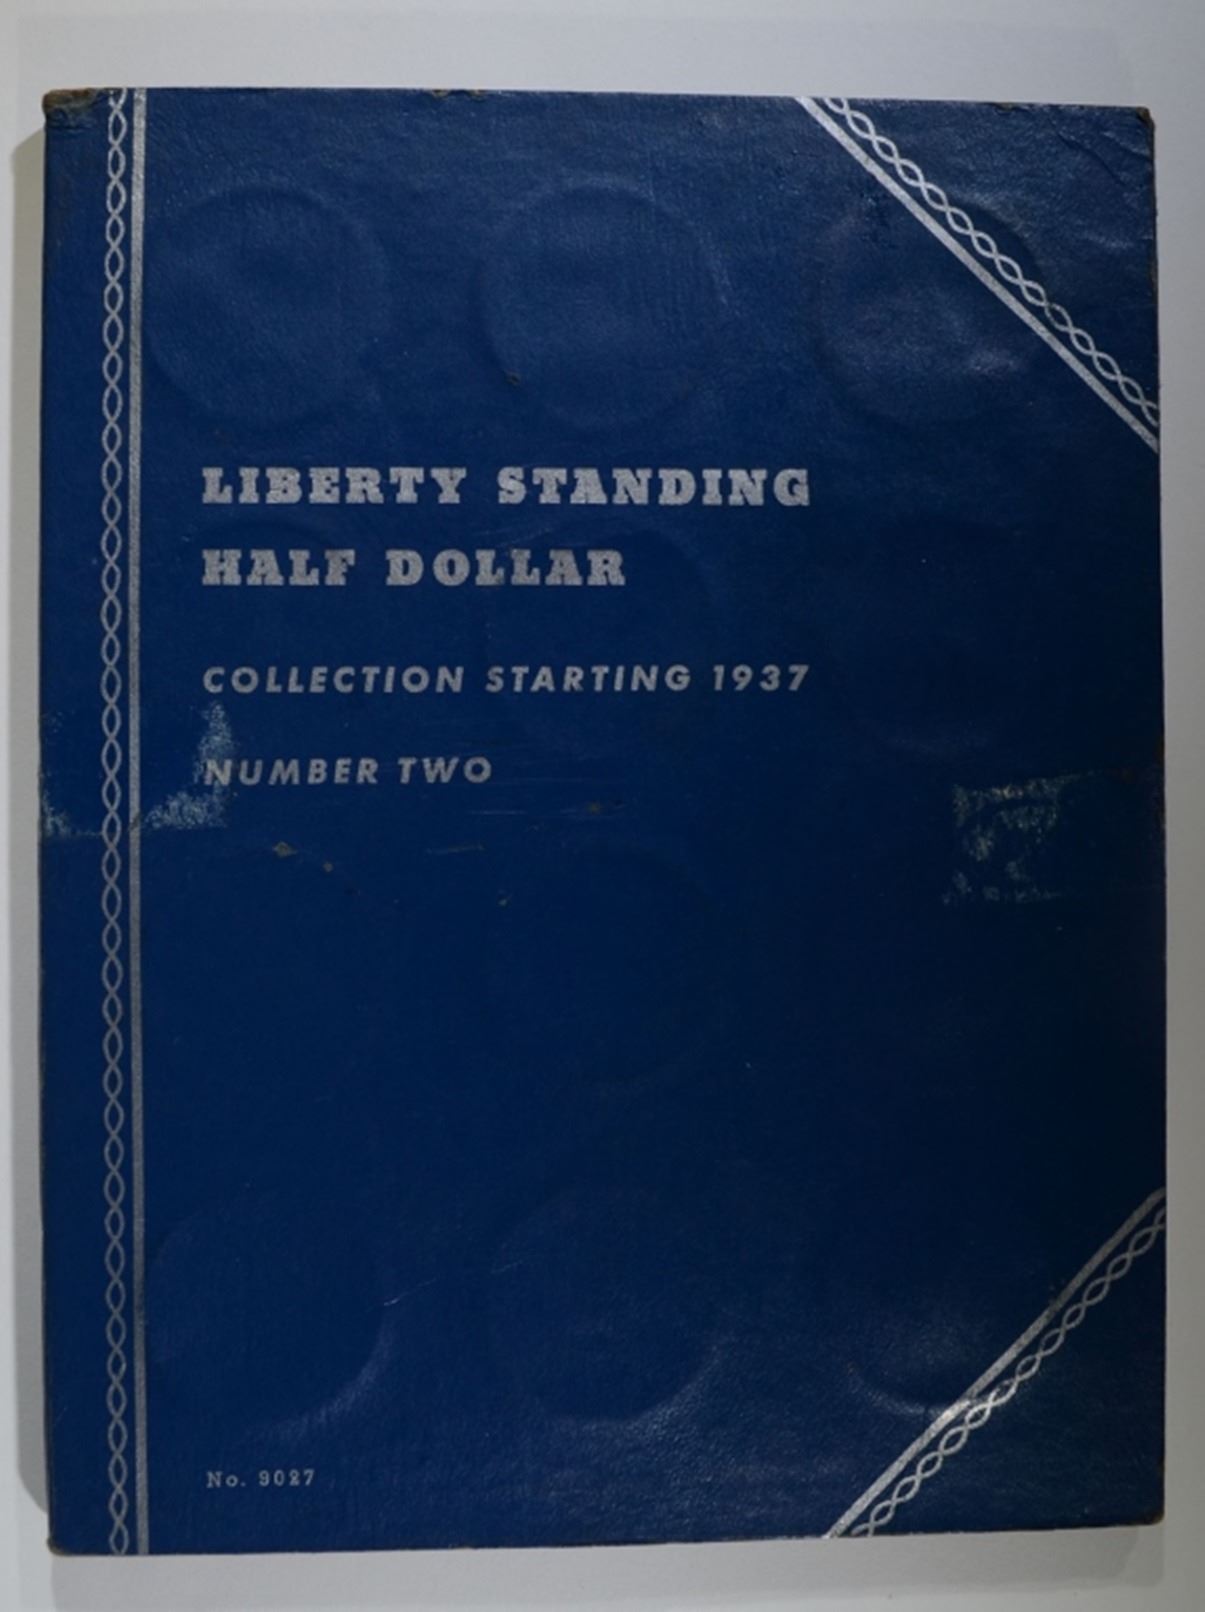 LIBERTY STANDING
HALF DOLLAR
COLLECTION STARTING 1937
NUMBER TWO
No. 9027